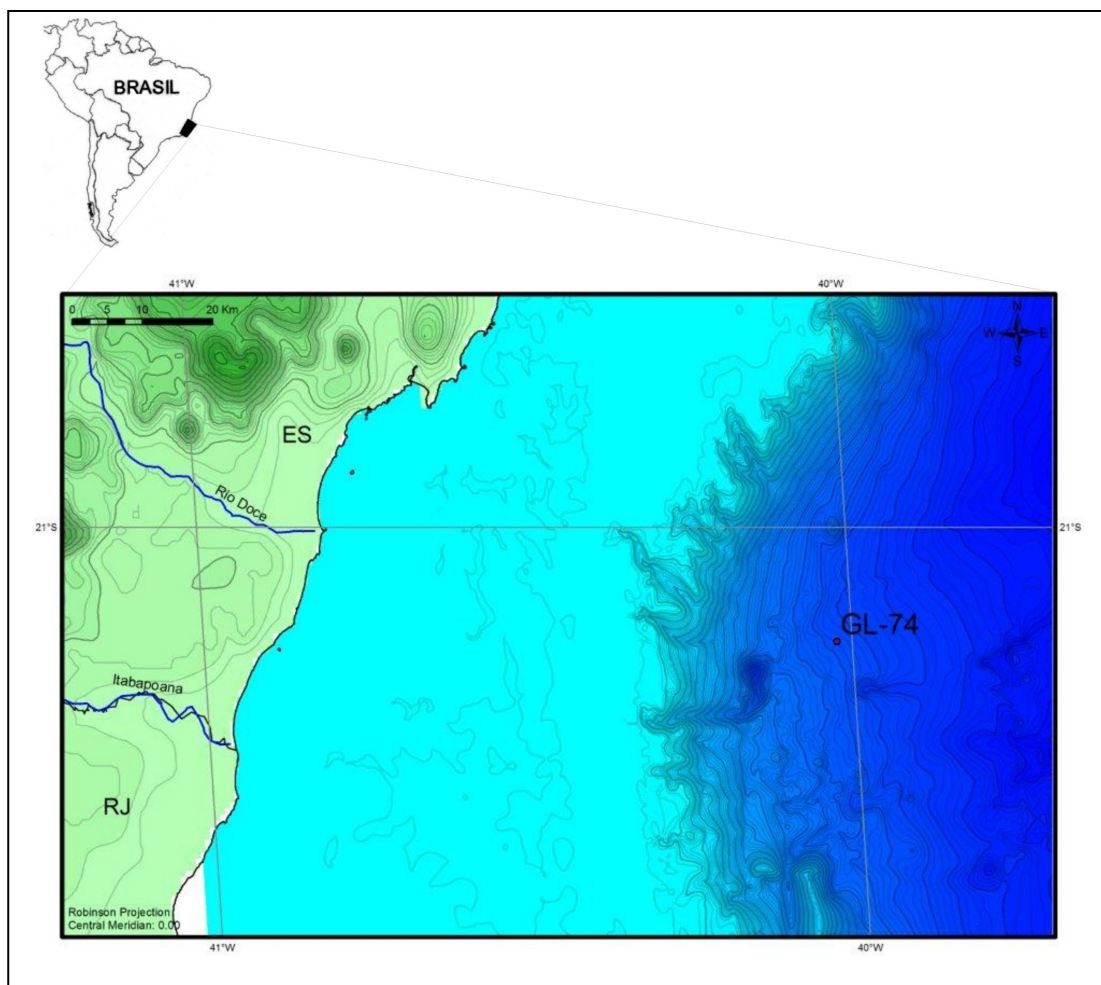 BRASIL
41°W
40°W
0 5 10 20 Km
N
W E
S
ES
Rio Doce
21°S
21°S
GL-74
Itabapoana
RJ
Robinson Projection
Central Meridian: 0.00
41°W
40°W